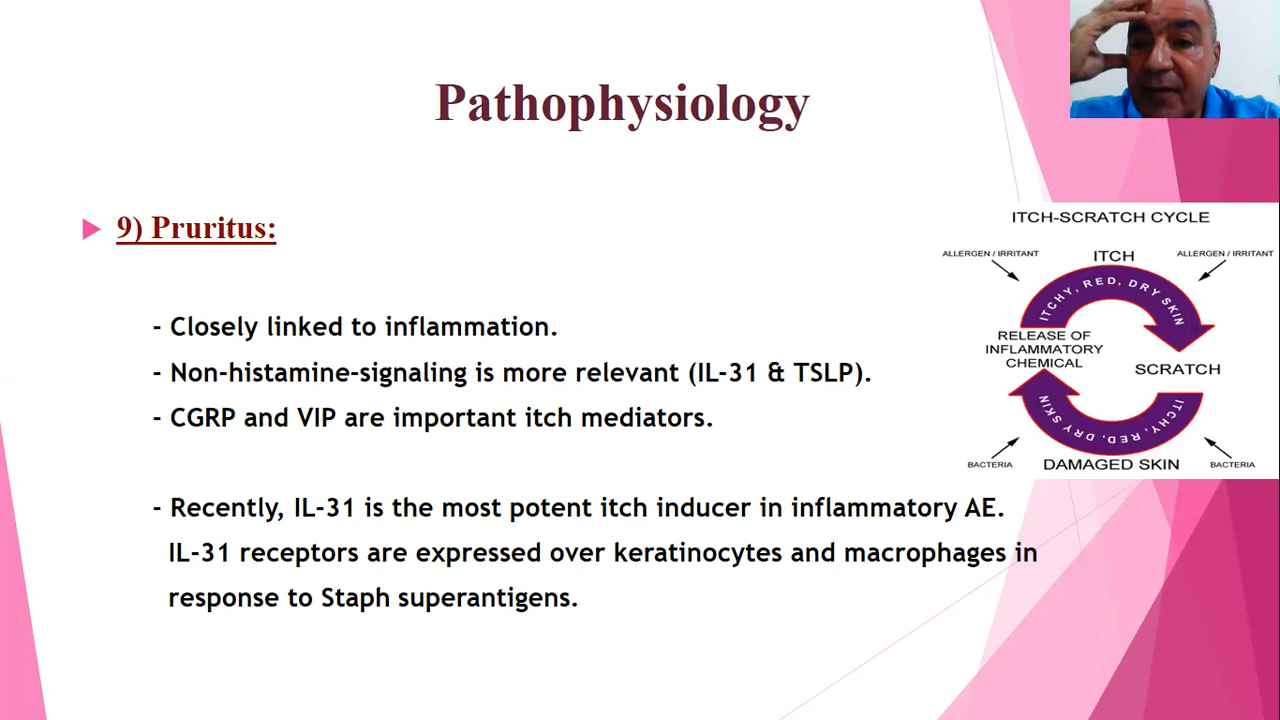 Pathophysiology
9) Pruritus:
- Closely linked to inflammation.
- Non-histamine-signaling is more relevant (IL-31 & TSLP).
- CGRP and VIP are important itch mediators.
- Recently, IL-31 is the most potent itch inducer in inflammatory AE.
IL-31 receptors are expressed over keratinocytes and macrophages in
response to Staph superantigens.
ITCH-SCRATCH CYCLE
ALLERGEN / IRRITANT
ITCH
ALLERGEN / IRRITANT
ITCHY, RED, DRY SKIN
RELEASE OF
INFLAMMATORY
CHEMICAL
SCRATCH
ITCHY, RED, DRY SKIN
BACTERIA
DAMAGED SKIN
BACTERIA